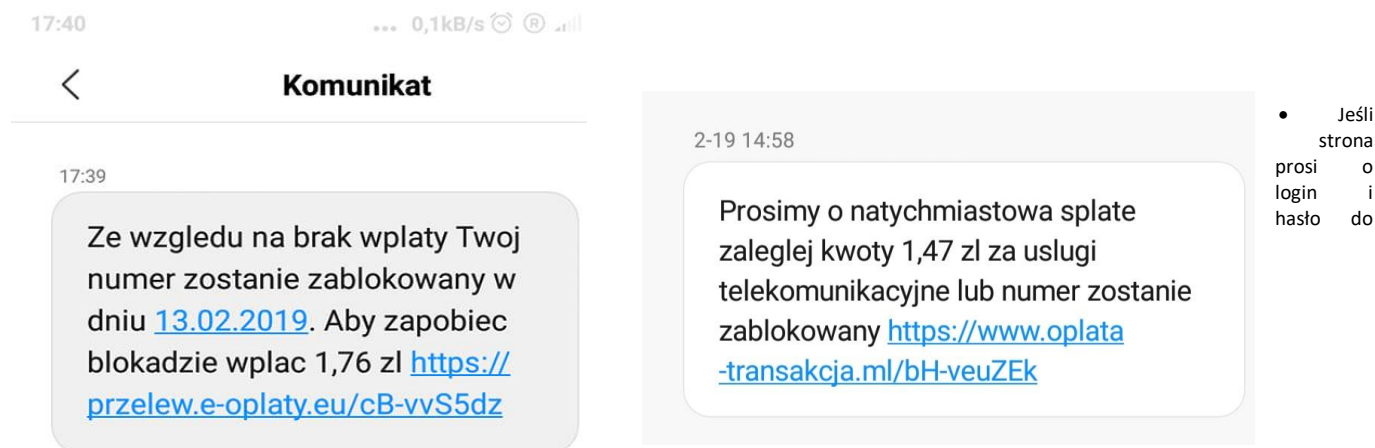 17:40
... 0,1kB/s ®
Komunikat
17:39
Ze wzgledu na brak wplaty Twoj
numer zostanie zablokowany w
dniu 13.02.2019. Aby zapobiec
blokadzie wplac 1,76 zl https://
przelew.e-oplaty.eu/cB-vvS5dz
2-19 14:58
Prosimy o natychmiastowa splate
zaleglej kwoty 1,47 zl za uslugi
telekomunikacyjne lub numer zostanie
zablokowany https://www.oplata
-transakcja.ml/bH-veuZEk
• Jeśli
strona
prosi o
login i
hasło do